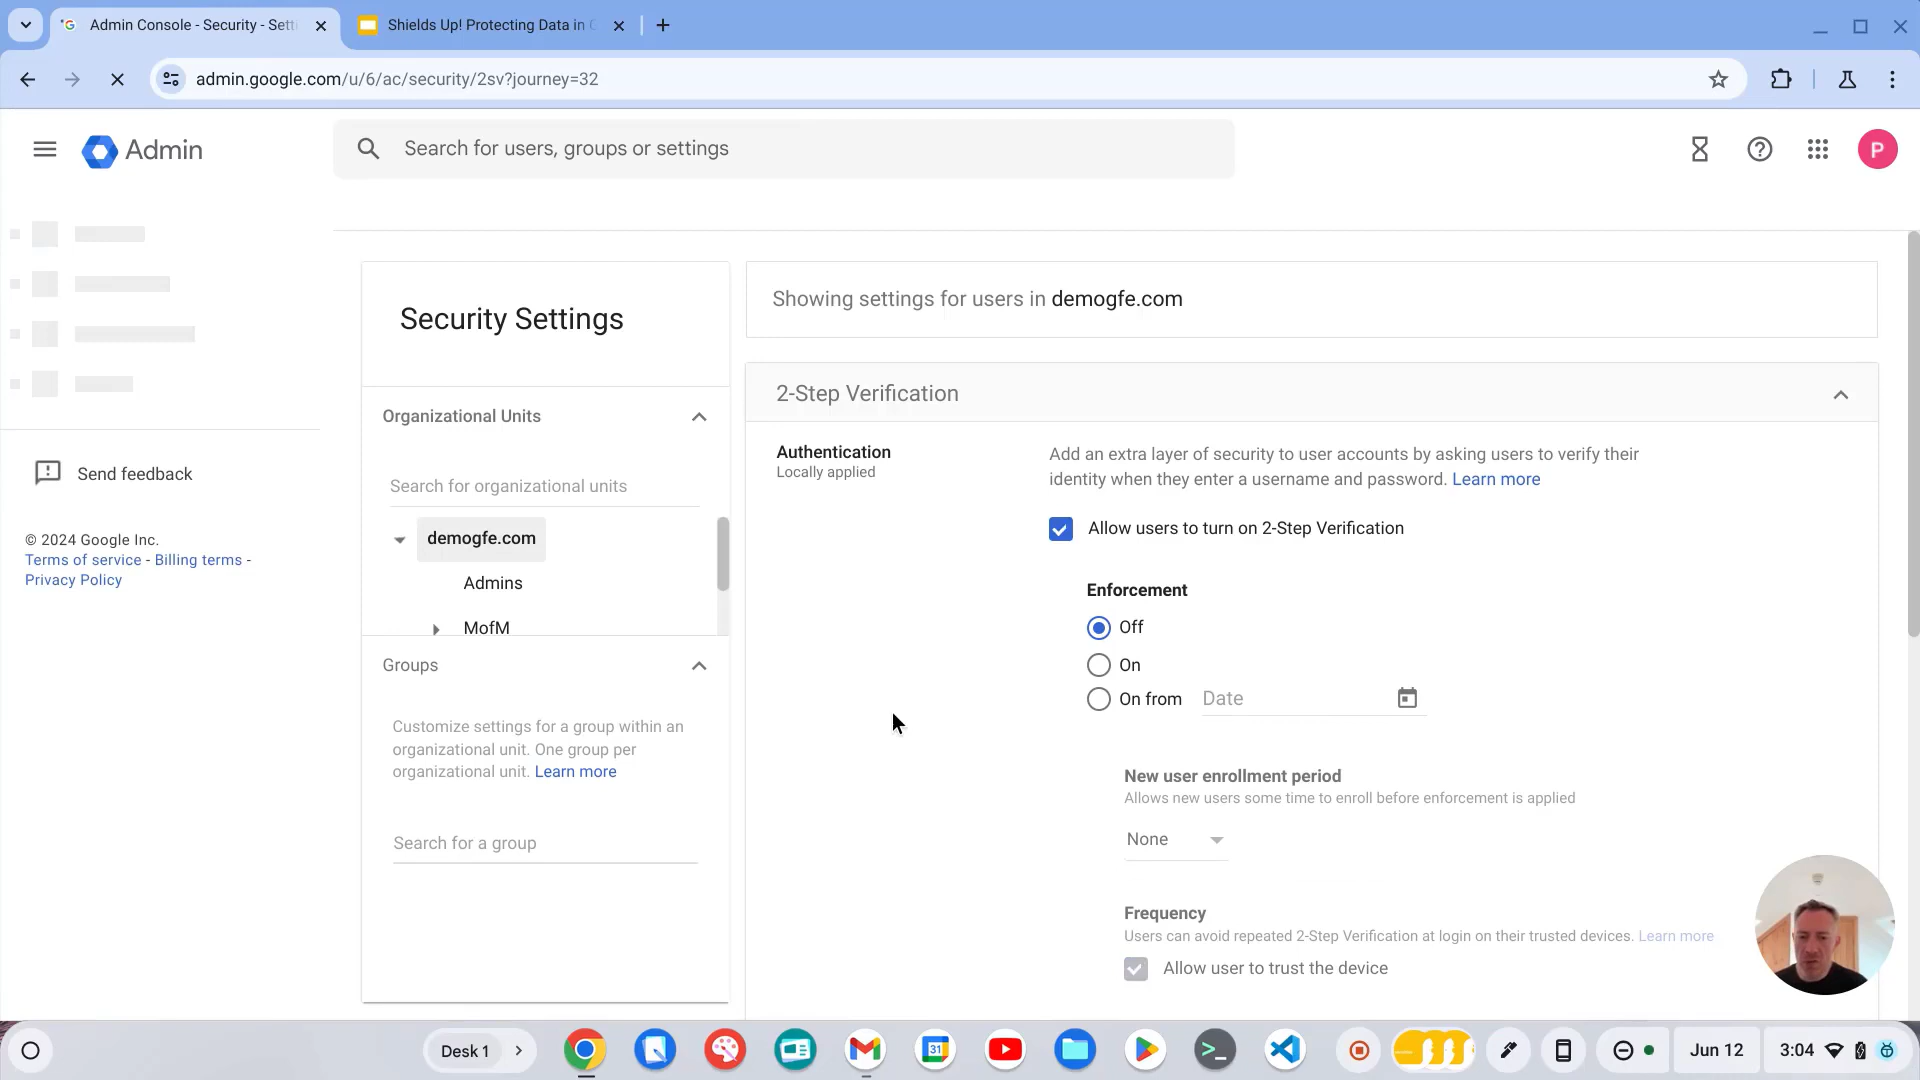 Admin Console - Security - Setti
Shields Up! Protecting Data in
admin.google.com/u/6/ac/security/2sv?journey=32
Admin
Search for users, groups or settings
P
Security Settings
Showing settings for users in demogfe.com
Organizational Units
Search for organizational units
demogfe.com
Admins
MofM
Groups
Customize settings for a group within an
organizational unit. One group per
organizational unit. Learn more
Search for a group
2-Step Verification
Authentication
Locally applied
Add an extra layer of security to user accounts by asking users to verify their
identity when they enter a username and password. Learn more
Allow users to turn on 2-Step Verification
Enforcement
Off
On
On from Date
New user enrollment period
Allows new users some time to enroll before enforcement is applied
None
Frequency
Users can avoid repeated 2-Step Verification at login on their trusted devices. Learn more
Allow user to trust the device
Send feedback
© 2024 Google Inc.
Terms of service - Billing terms -
Privacy Policy
Desk 1
31
Jun 12
3:04